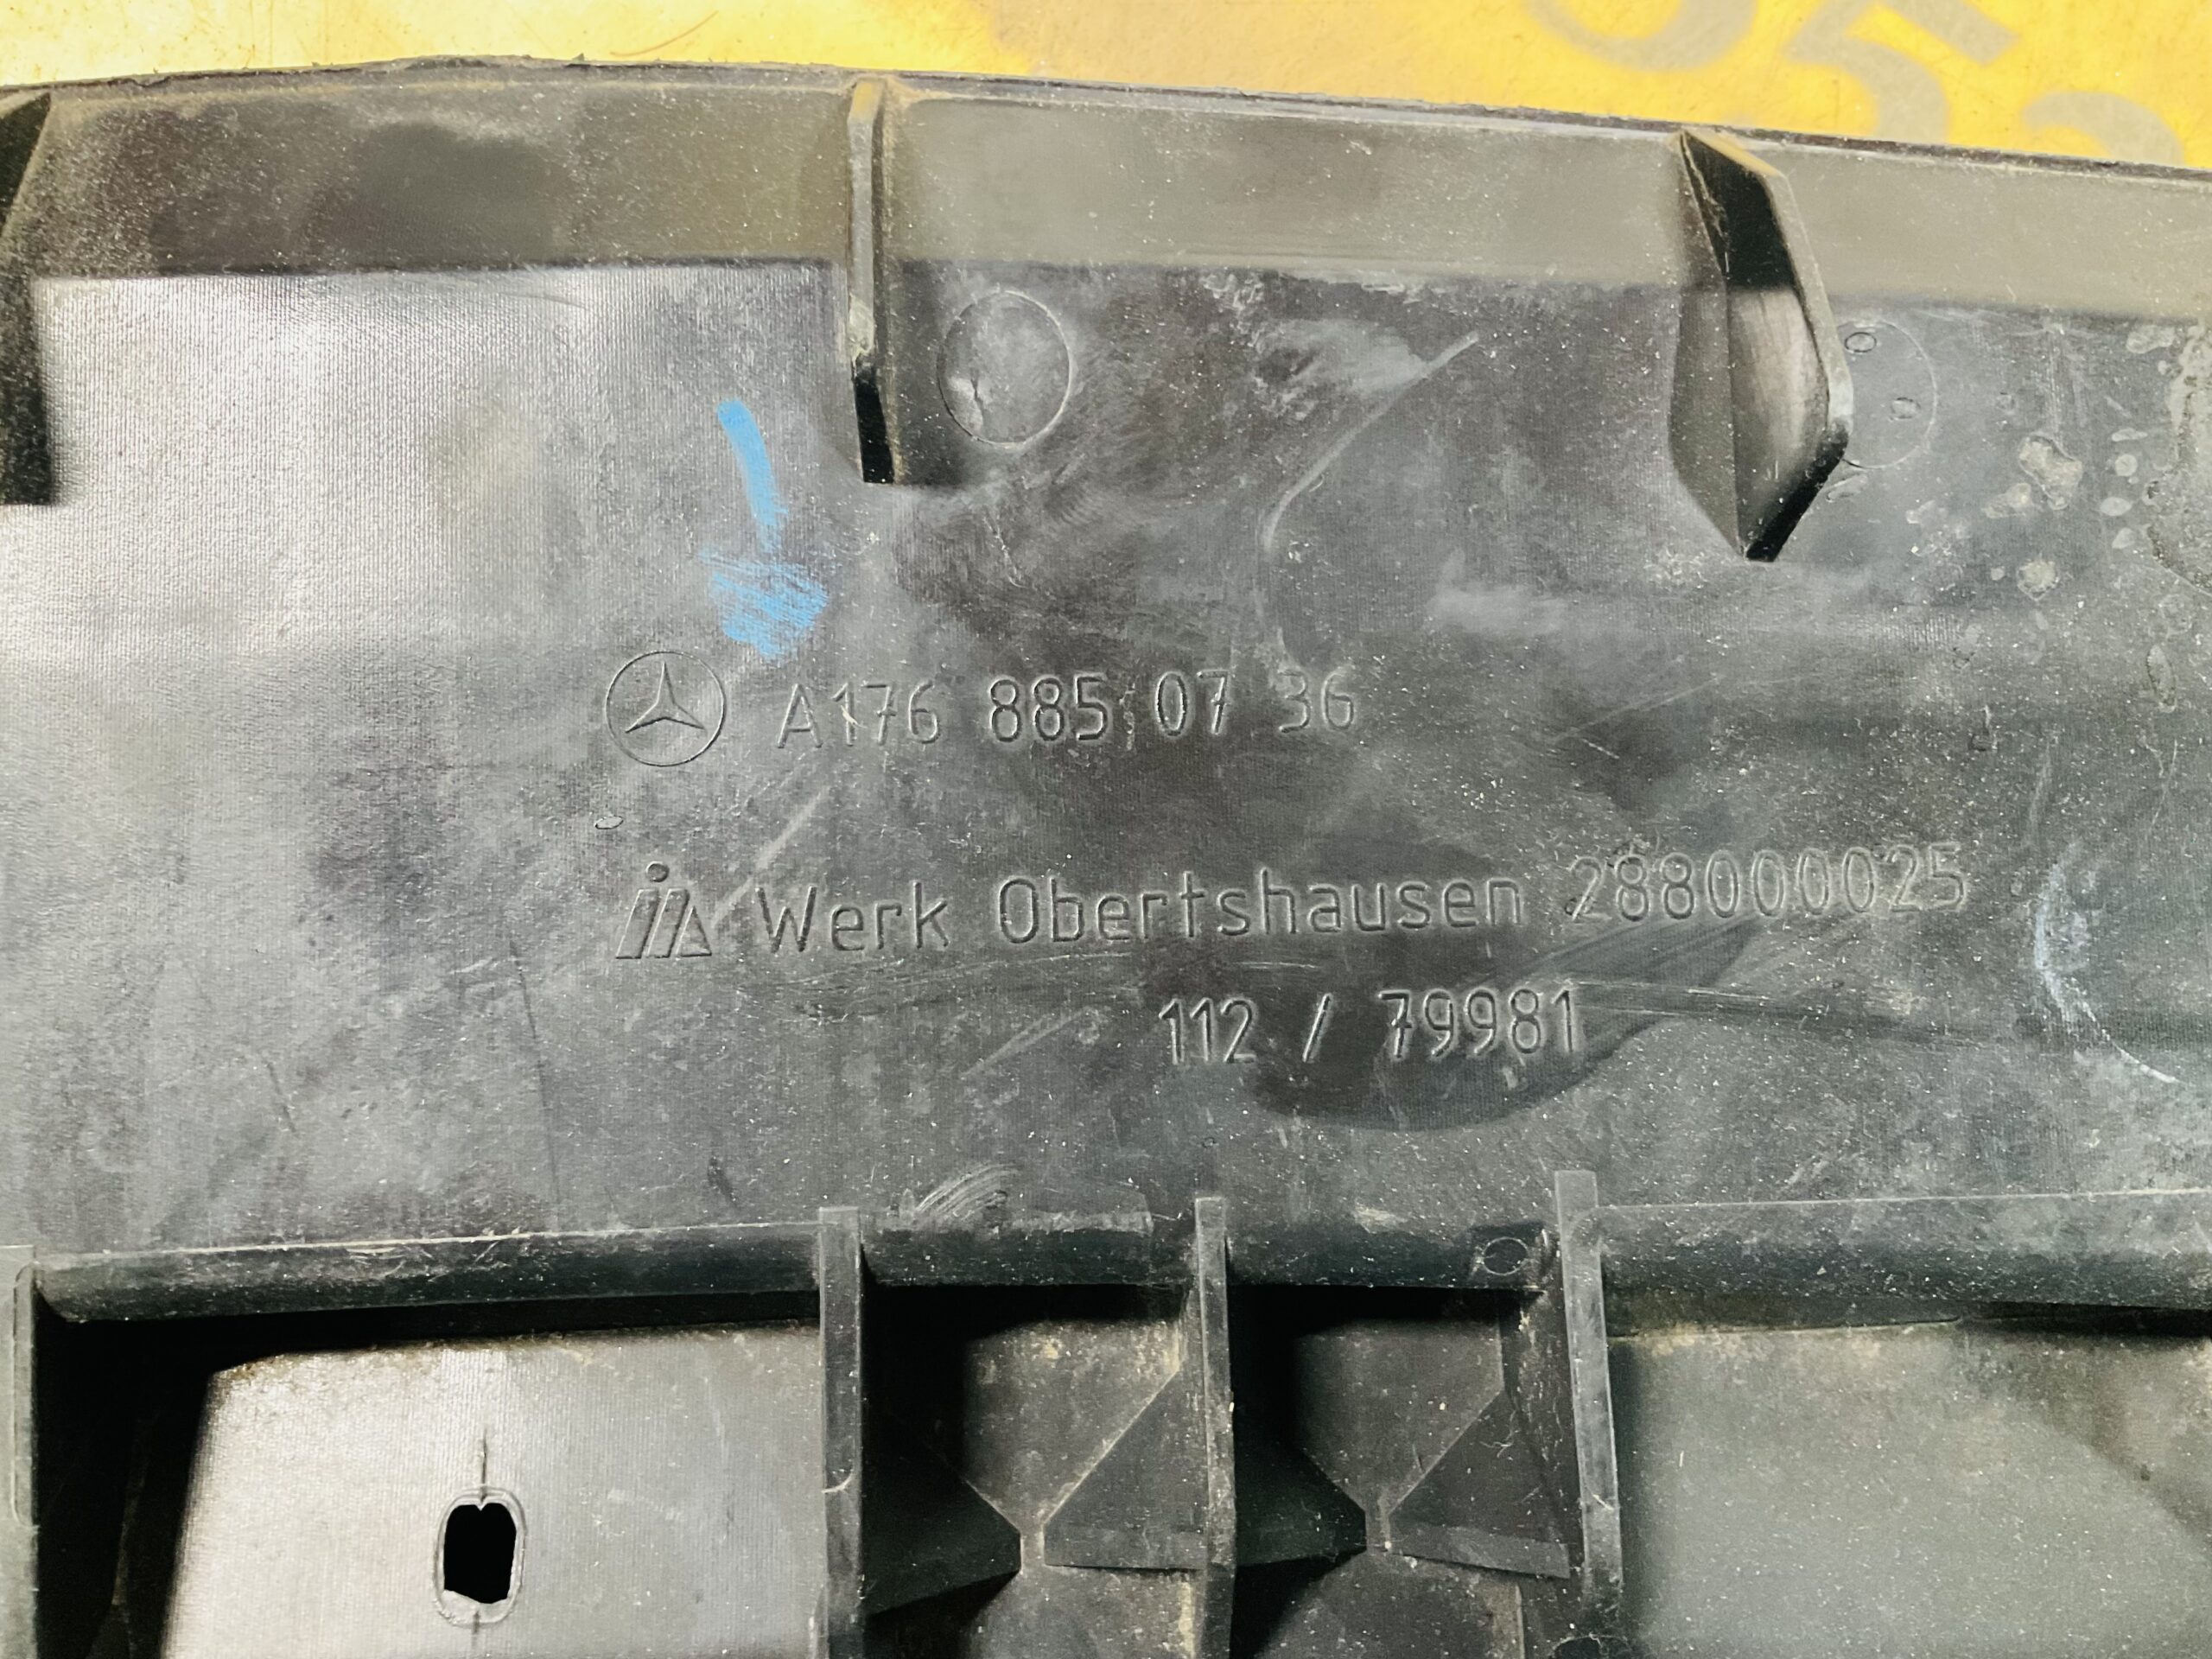 A176 885 07 36
Werk Obertshausen 288000025
112 / 79981